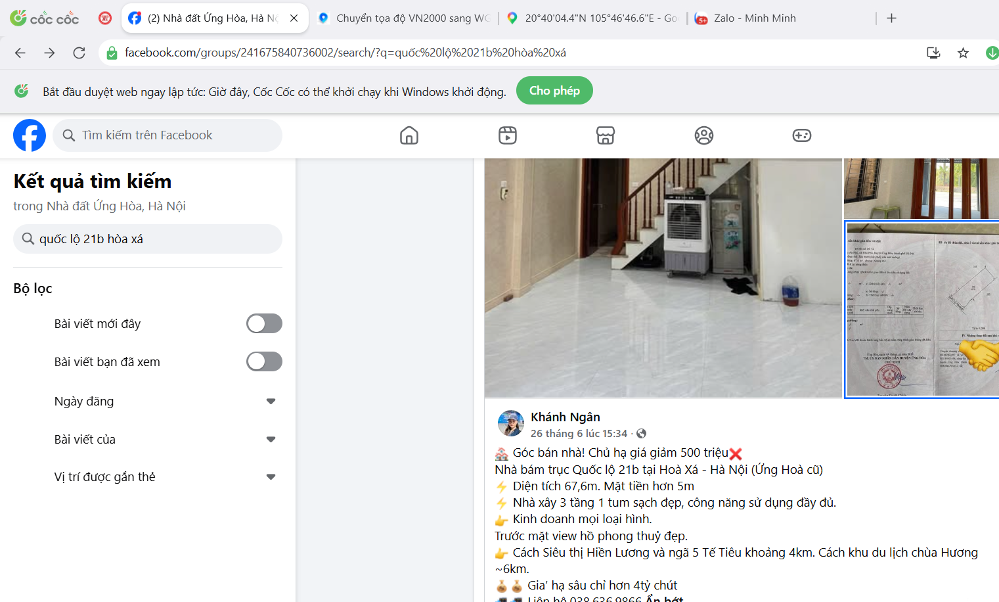 cốc cốc
(2) Nhà đất Ứng Hòa, Hà Nộ
Chuyển tọa độ VN2000 sang WG
20°40'04.4"N 105°46'46.6"E - Go
Zalo - Minh Minh
facebook.com/groups/241675840736002/search/?q=quốc%20lộ%2021b%20hòa%20xá
Bắt đầu duyệt web ngay lập tức: Giờ đây, Cốc Cốc có thể khởi chạy khi Windows khởi động.
Cho phép
Tìm kiếm trên Facebook
Kết quả tìm kiếm
trong Nhà đất Ứng Hòa, Hà Nội
quốc lộ 21b hòa xá
Bộ lọc
Bài viết mới đây
Bài viết bạn đã xem
Ngày đăng
Bài viết của
Vị trí được gắn thẻ
Khánh Ngân
26 tháng 6 lúc 15:34 ·
Góc bán nhà! Chủ hạ giá giảm 500 triệu❌
Nhà bám trục Quốc lộ 21b tại Hoà Xá - Hà Nội (Ứng Hoà cũ)
⚡ Diện tích 67,6m. Mặt tiền hơn 5m
⚡ Nhà xây 3 tầng 1 tum sạch đẹp, công năng sử dụng đầy đủ.
👉 Kinh doanh mọi loại hình.
Trước mặt view hồ phong thuỷ đẹp.
👉 Cách Siêu thị Hiền Lương và ngã 5 Tế Tiêu khoảng 4km. Cách khu du lịch chùa Hương
~6km.
💰💰 Gia’ hạ sâu chỉ hơn 4tỷ chút
Liên hệ 038.636.9866 Ẩn bớt